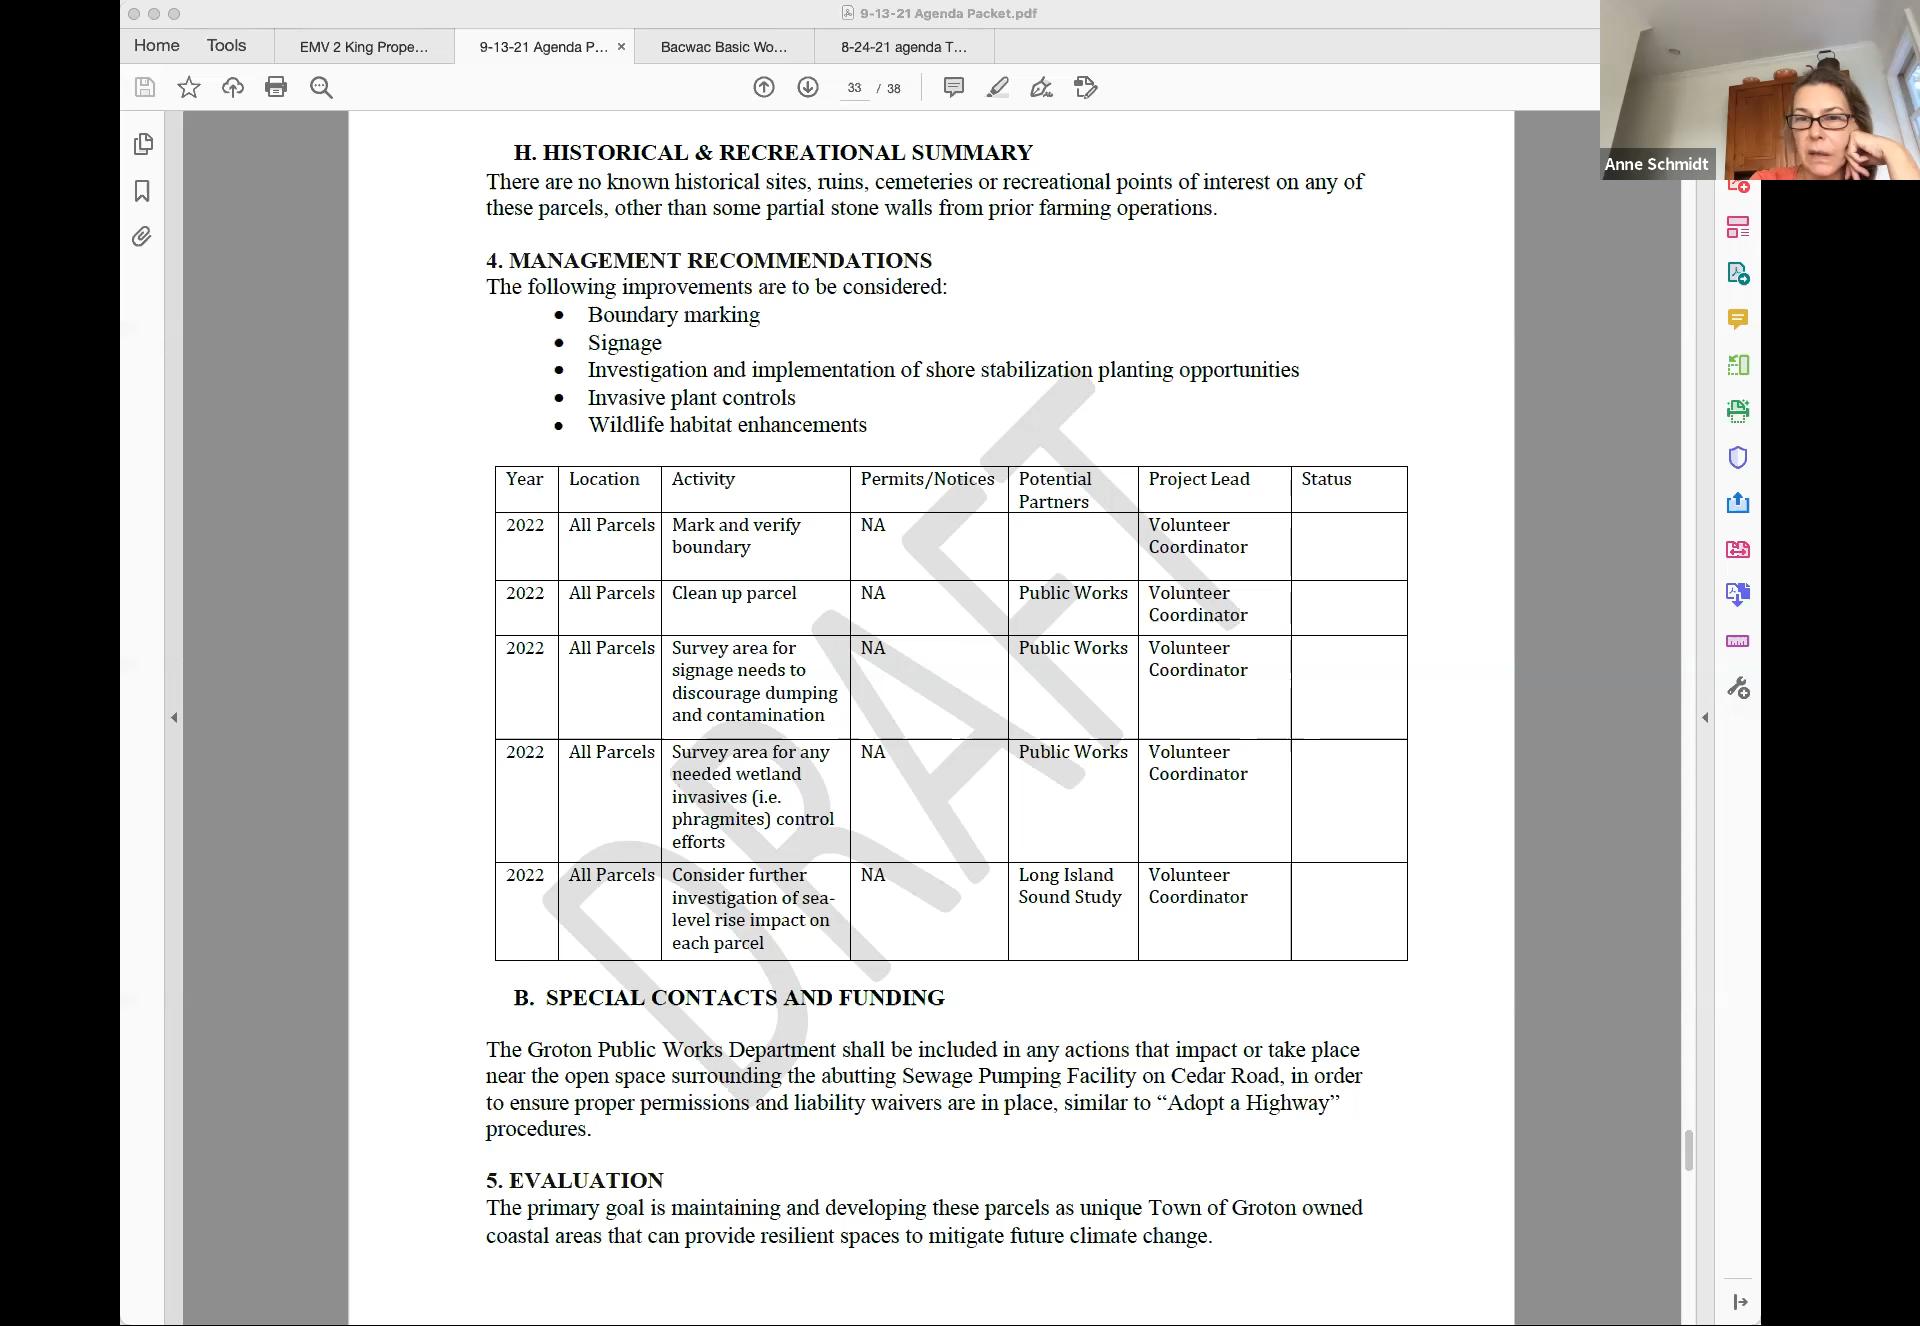 9-13-21 Agenda Packet.pdf
Home Tools EMV 2 King Prope... 9-13-21 Agenda P... × Bacwac Basic Wo... 8-24-21 agenda T...
33 / 38
Anne Schmidt
H. HISTORICAL & RECREATIONAL SUMMARY
There are no known historical sites, ruins, cemeteries or recreational points of interest on any of
these parcels, other than some partial stone walls from prior farming operations.
4. MANAGEMENT RECOMMENDATIONS
The following improvements are to be considered:
• Boundary marking
• Signage
• Investigation and implementation of shore stabilization planting opportunities
• Invasive plant controls
• Wildlife habitat enhancements
Year Location Activity Permits/Notices Potential Project Lead Status
Partners
2022 All Parcels Mark and verify NA Volunteer
boundary Coordinator
2022 All Parcels Clean up parcel NA Public Works Volunteer
Coordinator
2022 All Parcels Survey area for NA Public Works Volunteer
signage needs to Coordinator
discourage dumping
and contamination
2022 All Parcels Survey area for any NA Public Works Volunteer
needed wetland Coordinator
invasives (i.e.
phragmites) control
efforts
2022 All Parcels Consider further NA Long Island Volunteer
investigation of sea- Sound Study Coordinator
level rise impact on
each parcel
DRAFT
B. SPECIAL CONTACTS AND FUNDING
The Groton Public Works Department shall be included in any actions that impact or take place
near the open space surrounding the abutting Sewage Pumping Facility on Cedar Road, in order
to ensure proper permissions and liability waivers are in place, similar to “Adopt a Highway”
procedures.
5. EVALUATION
The primary goal is maintaining and developing these parcels as unique Town of Groton owned
coastal areas that can provide resilient spaces to mitigate future climate change.